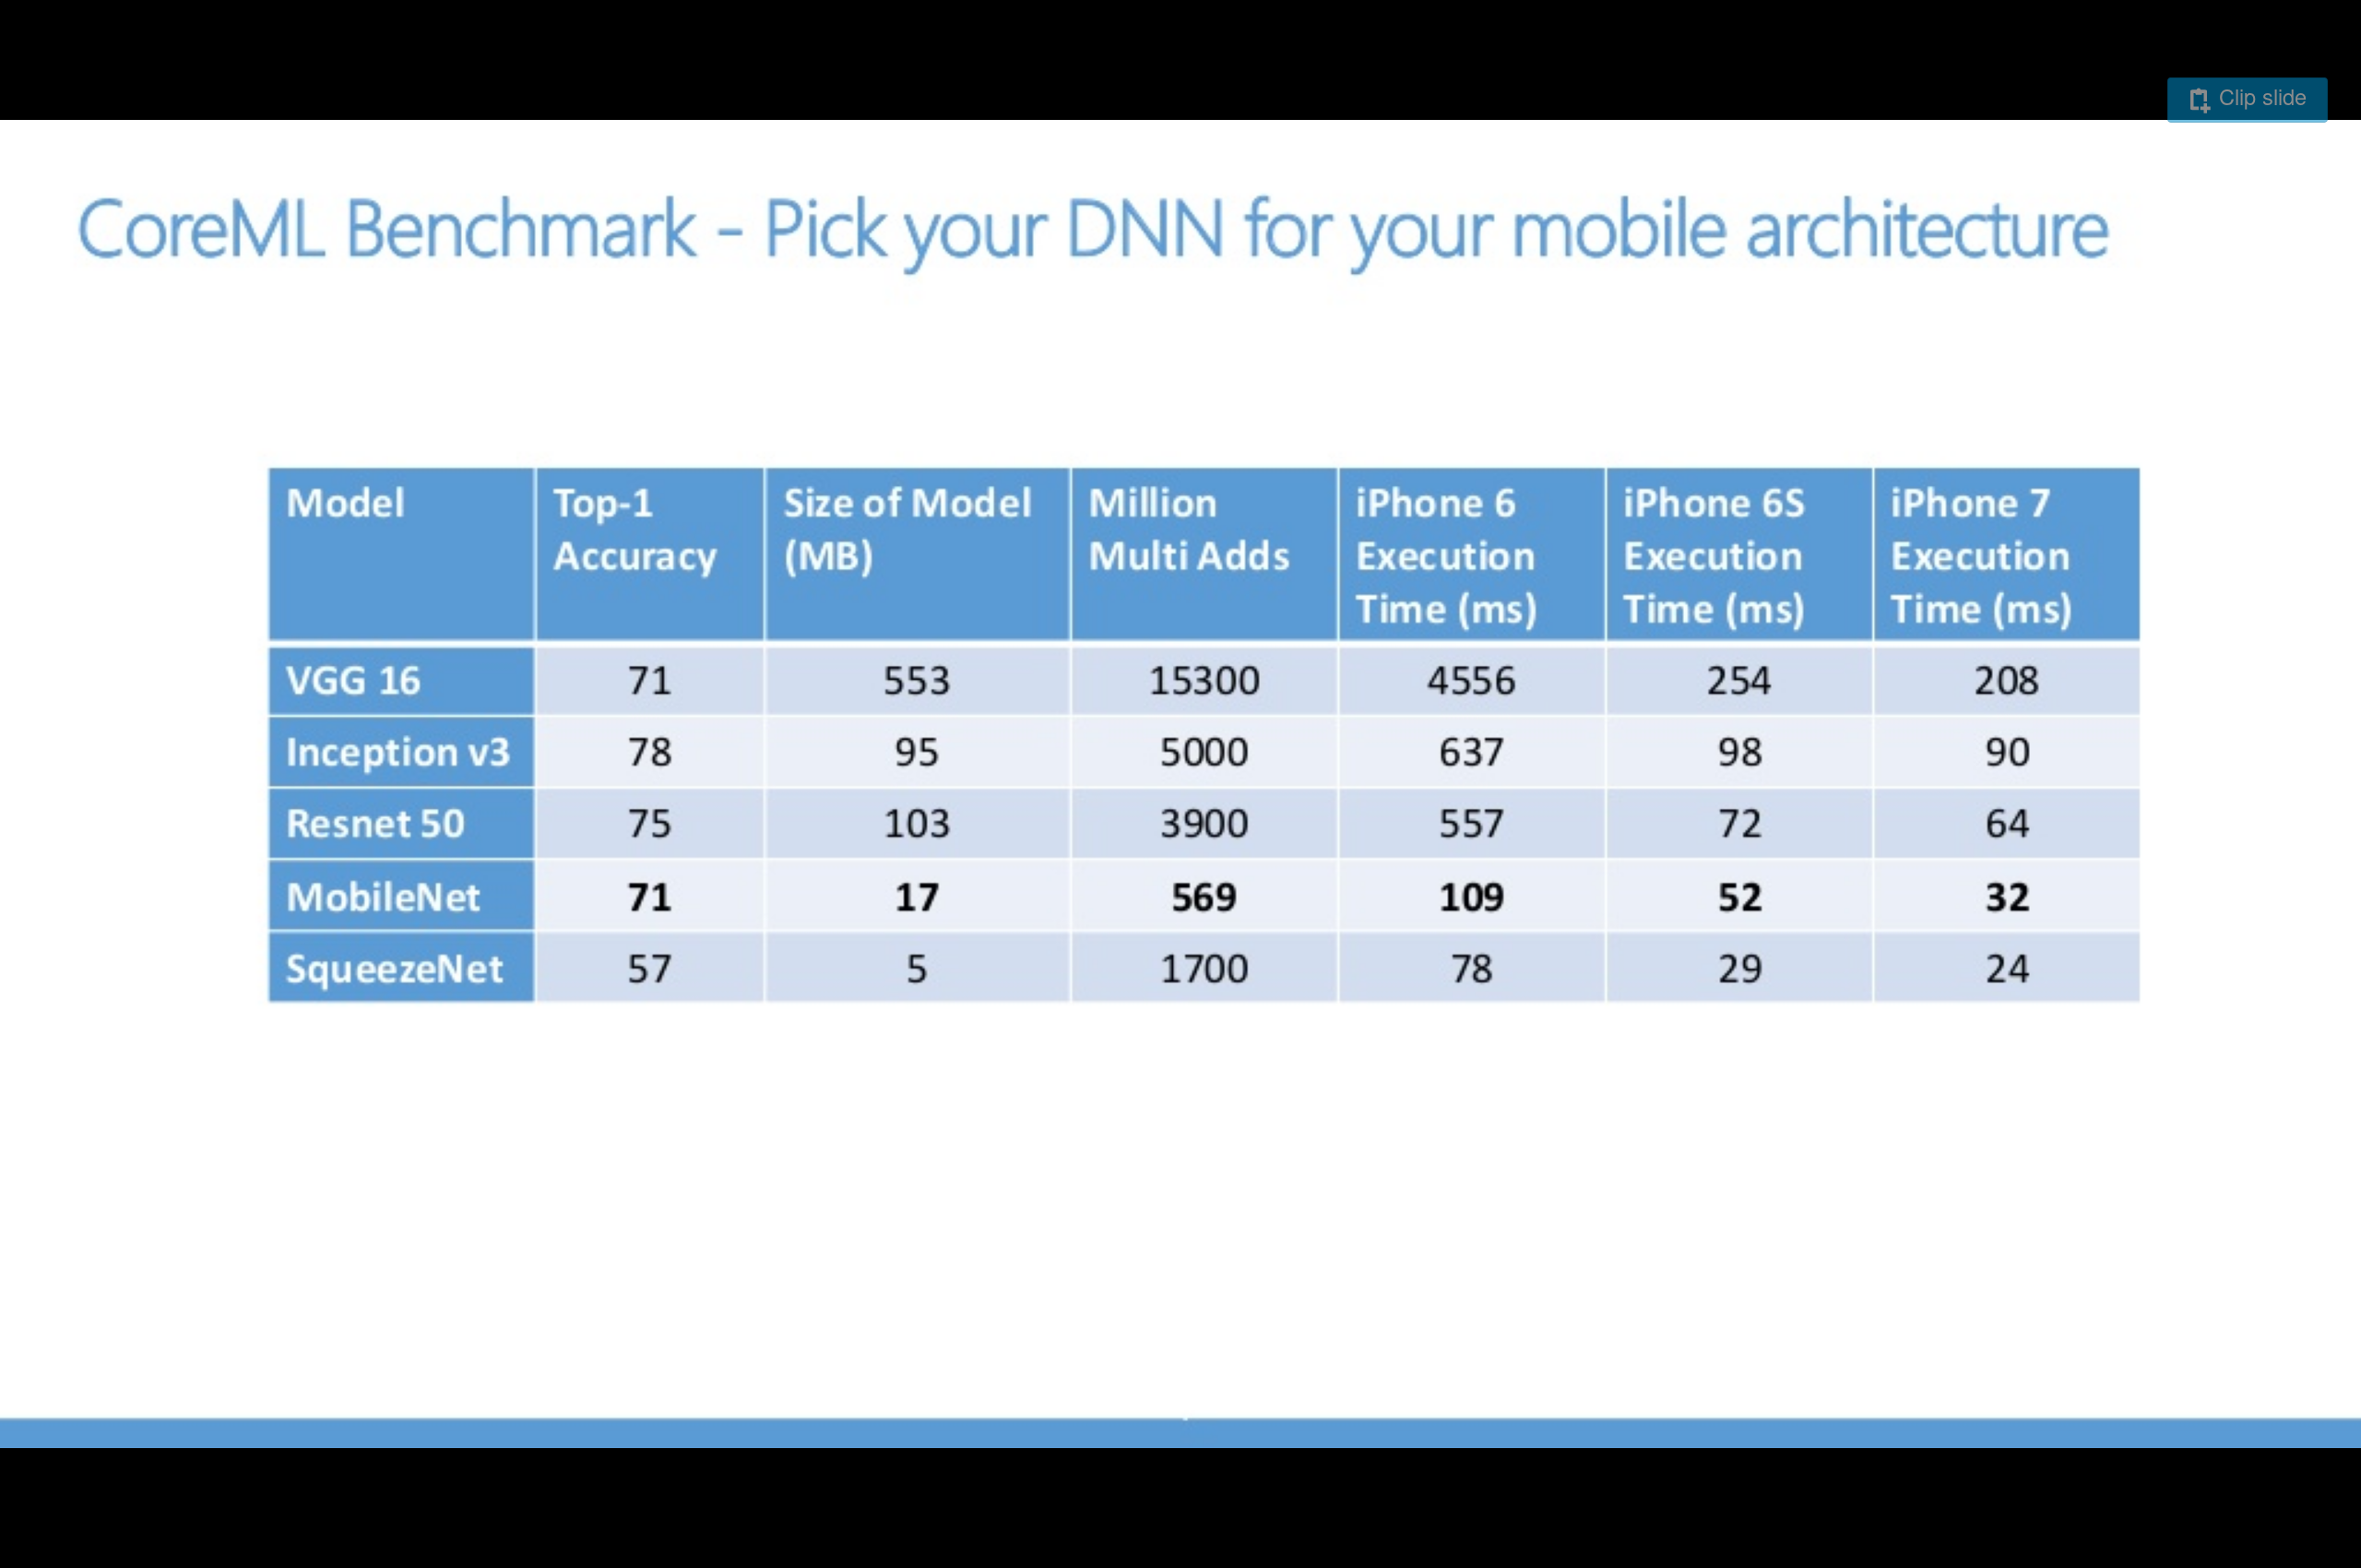 Clip slide
CoreML Benchmark - Pick your DNN for your mobile architecture
Model Top-1 Accuracy Size of Model (MB) Million Multi Adds iPhone 6 Execution Time (ms) iPhone 6S Execution Time (ms) iPhone 7 Execution Time (ms)
VGG 16 71 553 15300 4556 254 208
Inception v3 78 95 5000 637 98 90
Resnet 50 75 103 3900 557 72 64
MobileNet 71 17 569 109 52 32
SqueezeNet 57 5 1700 78 29 24